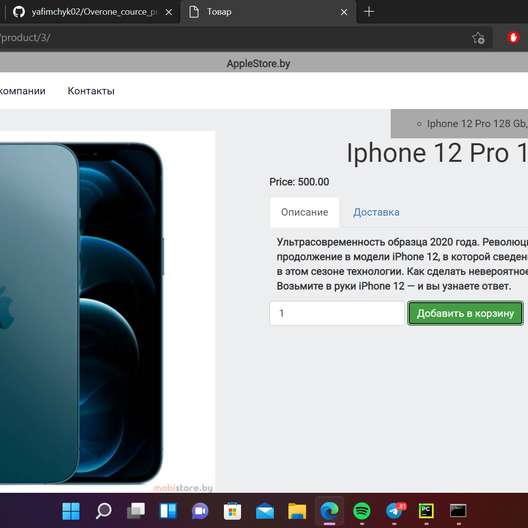 yafimchyk02/Overone_cource_p
Товар
/product/3/
AppleStore.by
компании
Контакты
Iphone 12 Pro 128 Gb,
Iphone 12 Pro 1
Price: 500.00
Описание
Доставка
Ультрасовременность образца 2020 года. Революц
продолжение в модели iPhone 12, в которой сведен
в этом сезоне технологии. Как сделать невероятное
Возьмите в руки iPhone 12 — и вы узнаете ответ.
1
Добавить в корзину
mobistore.by
PC